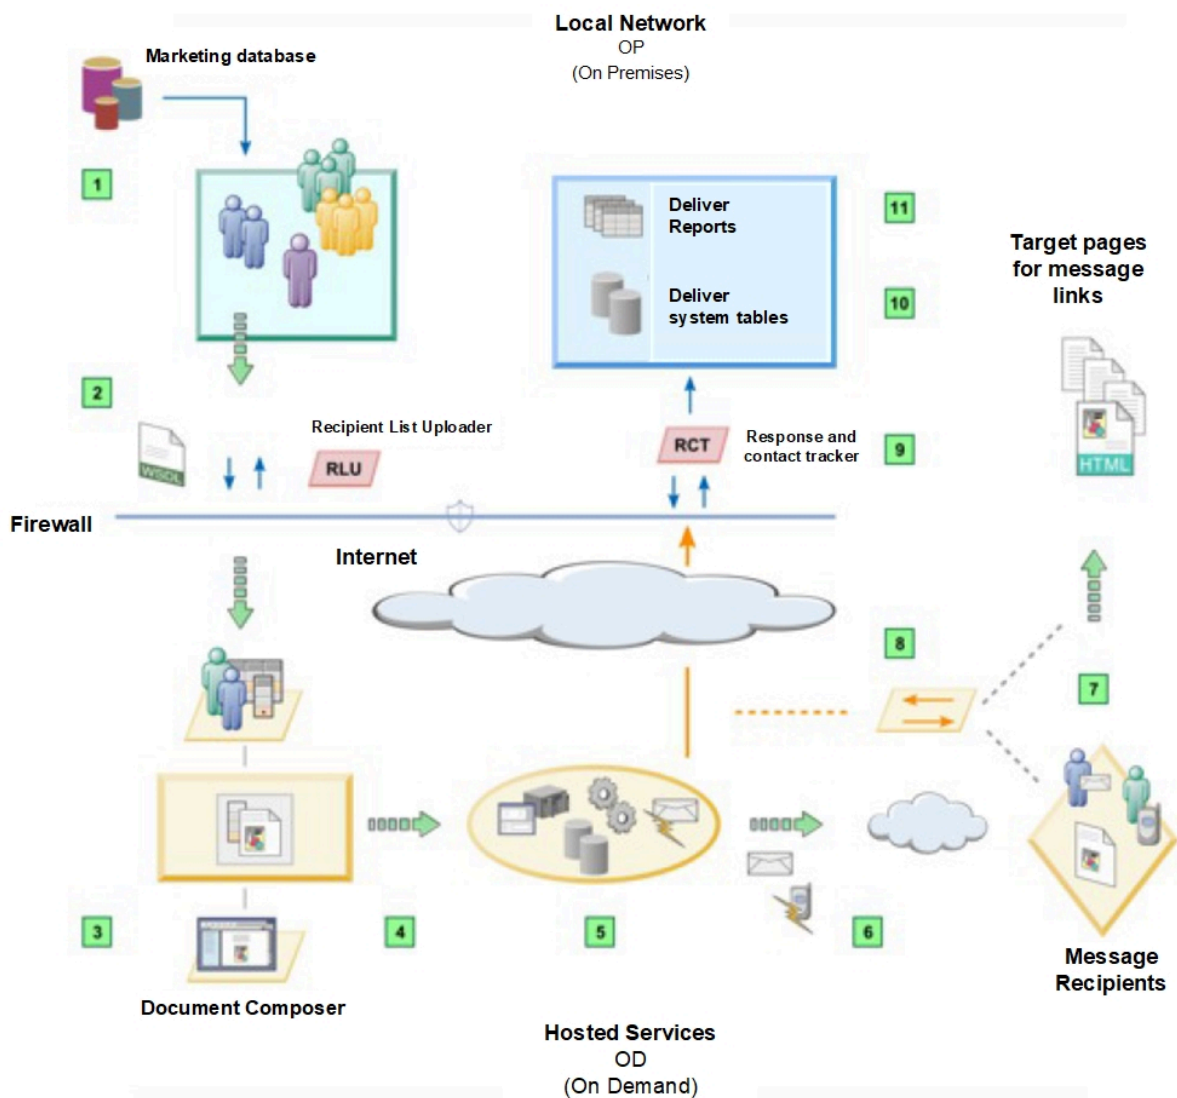 Local Network
OP
(On Premises)
Marketing database
1
Deliver
Reports
11
Target pages
for message
links
Deliver
system tables
10
2
WSDL
Recipient List Uploader
RLU
RCT
Response and
contact tracker
9
HTML
Firewall
Internet
8
7
3
4
5
6
Document Composer
Message
Recipients
Hosted Services
OD
(On Demand)